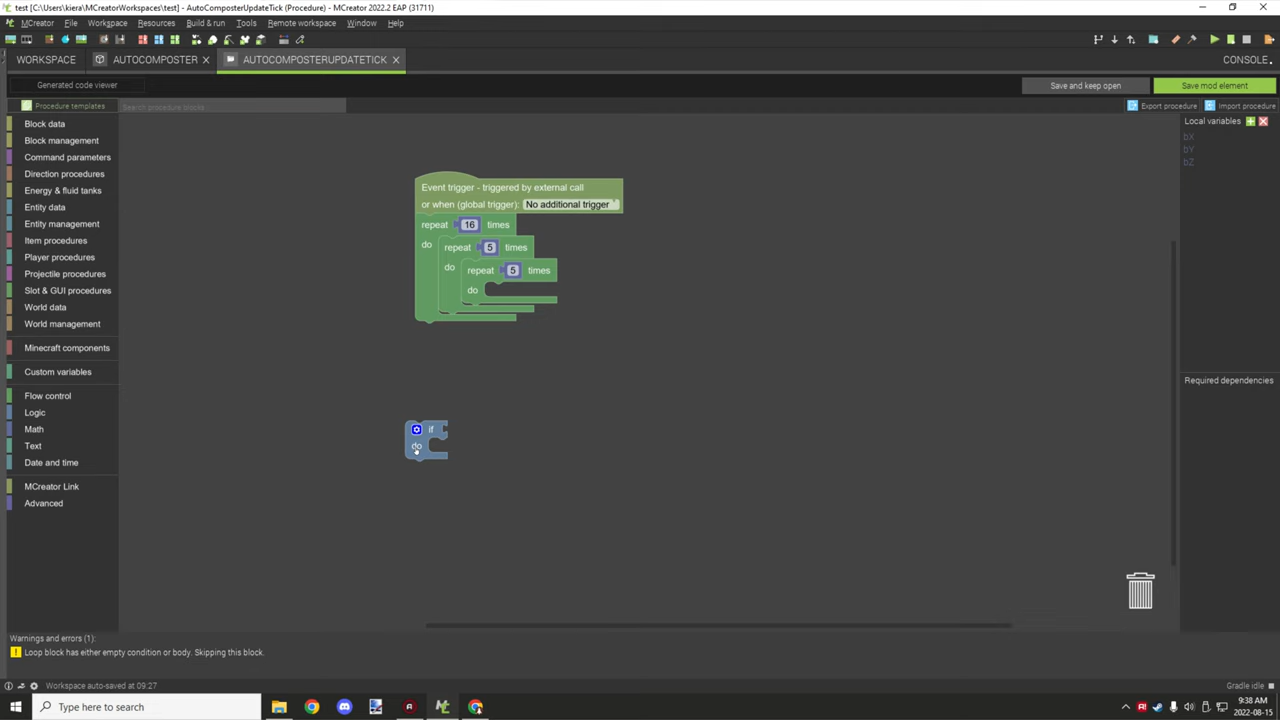 test [C:\Users\kiera\MCreatorWorkspaces\test] - AutoComposterUpdateTick (Procedure) - MCreator 2022.2 EAP (31711)
MCreator File Workspace Resources Build & run Tools Remote workspace Window Help
WORKSPACE AUTOCOMPOSTER AUTOCOMPOSTERUPDATETICK CONSOLE
Generated code viewer Save and keep open Save mod element
Procedure templates Search procedure blocks... Export procedure Import procedure
Local variables
bX
bY
bZ
Block data
Block management
Command parameters
Direction procedures
Energy & fluid tanks
Entity data
Entity management
Item procedures
Player procedures
Projectile procedures
Slot & GUI procedures
World data
World management
Minecraft components
Custom variables
Flow control
Logic
Math
Text
Date and time
MCreator Link
Advanced
Event trigger - triggered by external call
or when (global trigger): No additional trigger
repeat 16 times
do repeat 5 times
do repeat 5 times
do
if
do
Required dependencies
Warnings and errors (1):
Loop block has either empty condition or body. Skipping this block.
Workspace auto-saved at 09:27 Gradle idle
Type here to search
9:38 AM
2022-08-15